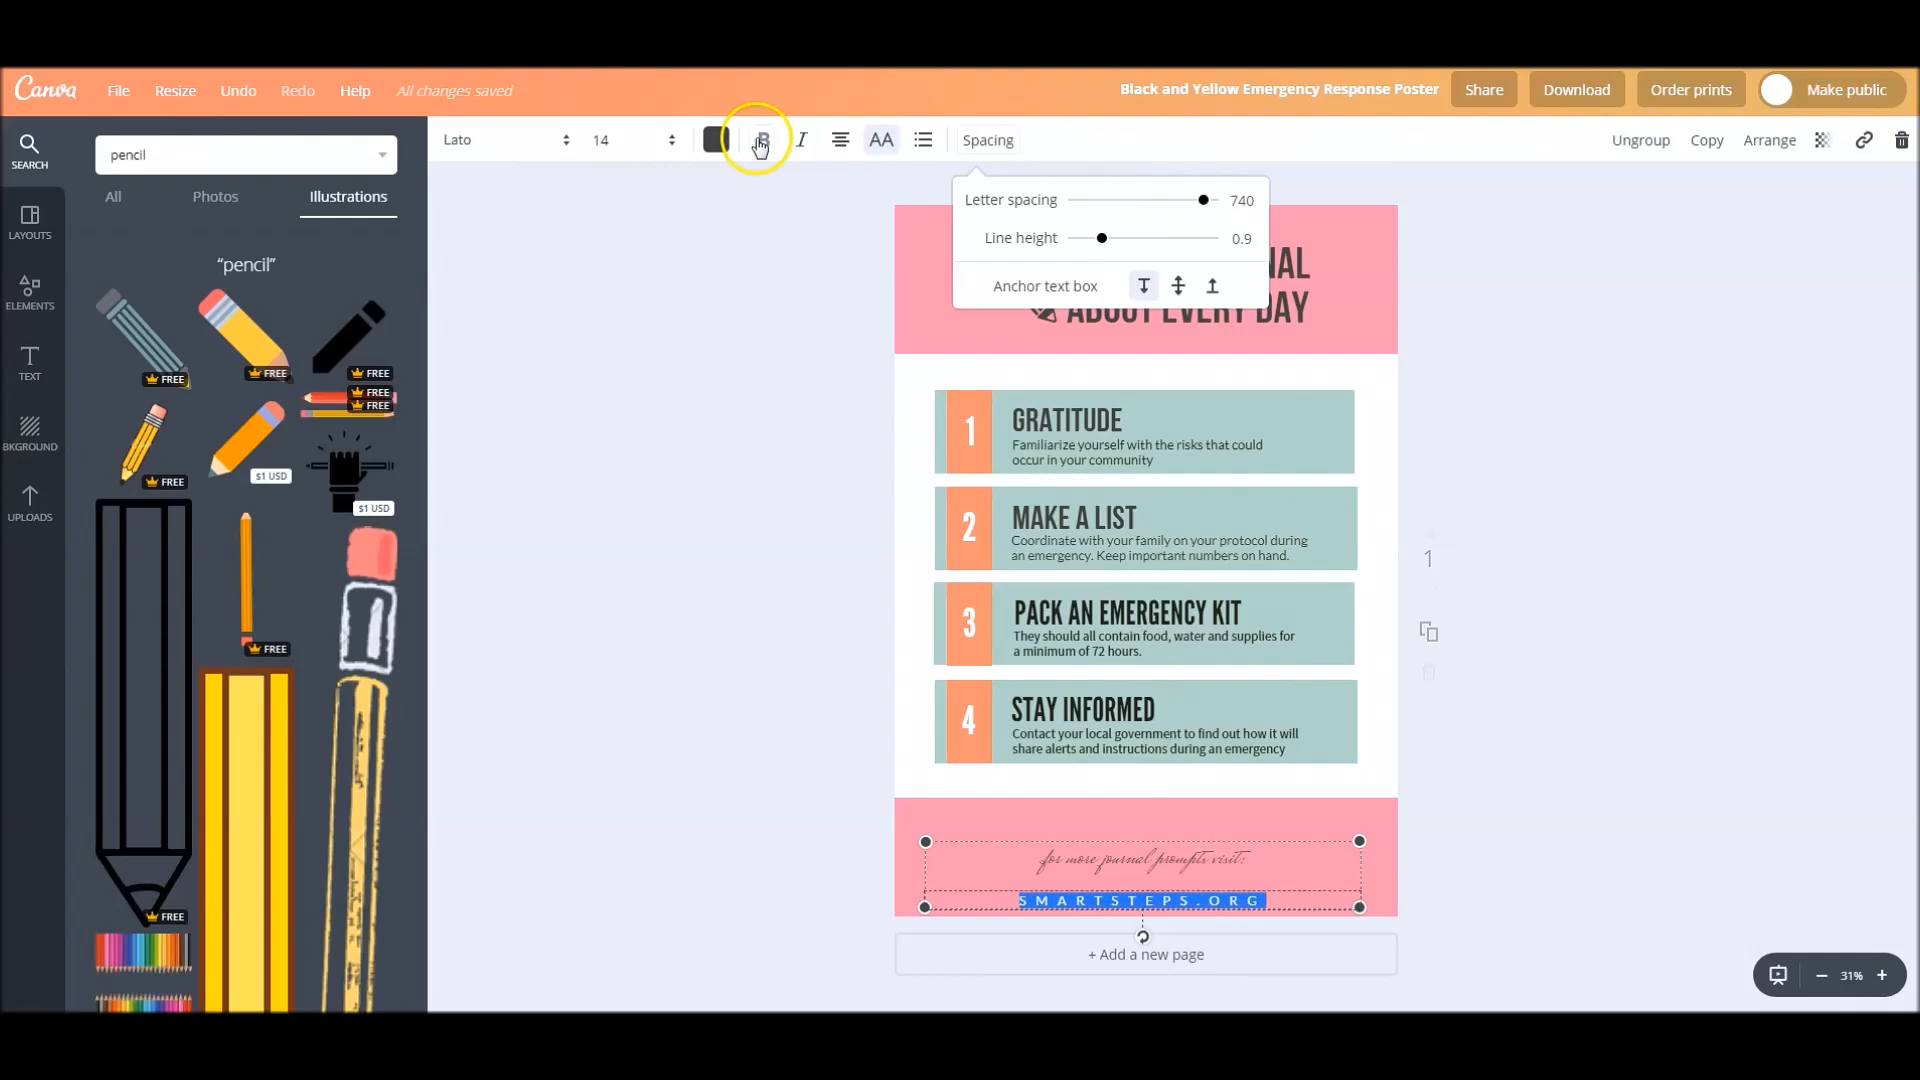 Canva File Resize Undo Redo Help All changes saved Black and Yellow Emergency Response Poster Share Download Order prints Make public
Lato 14 B I AA Spacing Ungroup Copy Arrange
SEARCH
LAYOUTS
ELEMENTS
TEXT
BKGROUND
UPLOADS
pencil
All Photos Illustrations
“pencil”
FREE
FREE
FREE
FREE
FREE
FREE
$1 USD
$1 USD
FREE
FREE
Letter spacing 740
Line height 0.9
Anchor text box
NAL
ABOUT EVERY DAY
1 GRATITUDE
Familiarize yourself with the risks that could
occur in your community
2 MAKE A LIST
Coordinate with your family on your protocol during
an emergency. Keep important numbers on hand.
3 PACK AN EMERGENCY KIT
They should all contain food, water and supplies for
a minimum of 72 hours.
4 STAY INFORMED
Contact your local government to find out how it will
share alerts and instructions during an emergency
for more journal prompts visit:
SMARTSTEPS.ORG
+ Add a new page
1
31%